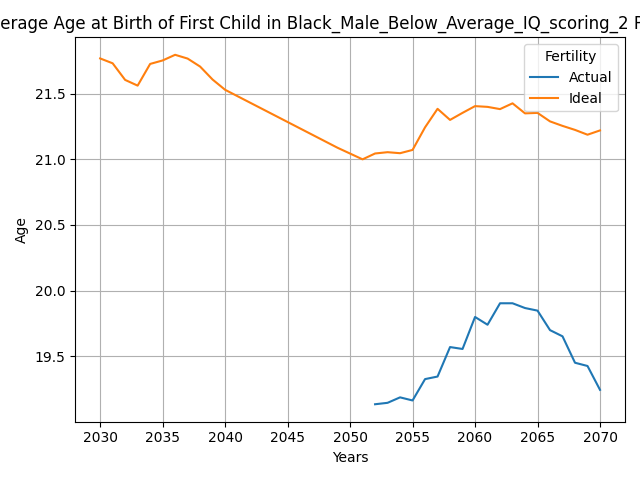 erage Age at Birth of First Child in Black_Male_Below_Average_IQ_scoring_2
Fertility
Actual
Ideal
21.5
21.0
20.5
20.0
19.5
Age
2030 2035 2040 2045 2050 2055 2060 2065 2070
Years